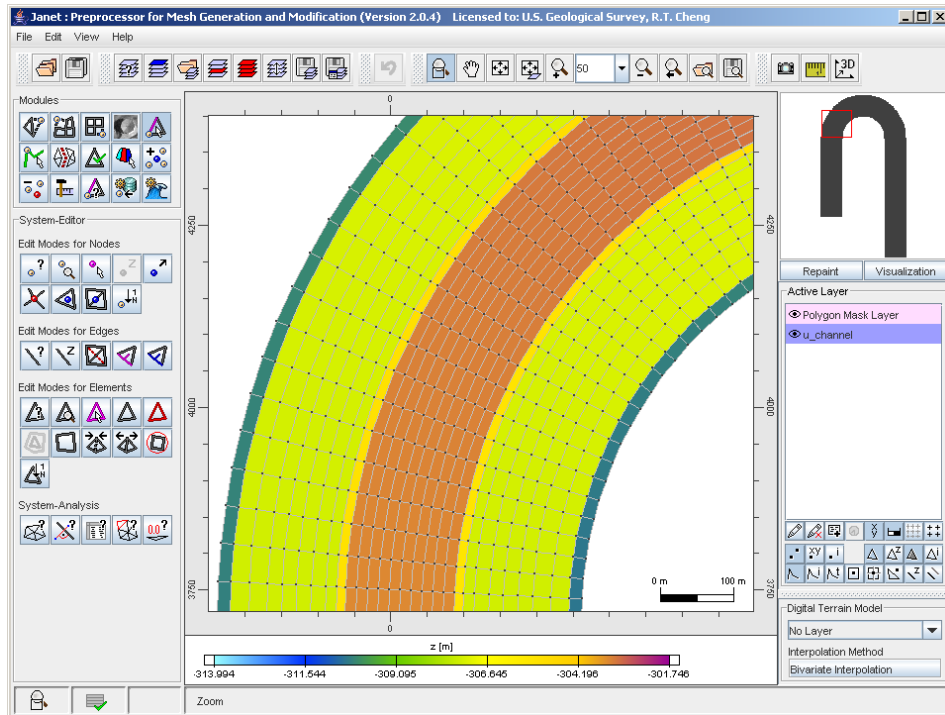 Janet : Preprocessor for Mesh Generation and Modification (Version 2.0.4) Licensed to: U.S. Geological Survey, R.T. Cheng
File Edit View Help
50
3D
Modules
System-Editor
Edit Modes for Nodes
Edit Modes for Edges
Edit Modes for Elements
System-Analysis
0
4250
4000
3750
4250
4000
3750
0 m 100 m
0
z [m]
-313.994 -311.544 -309.095 -306.645 -304.196 -301.746
Repaint Visualization
Active Layer
Polygon Mask Layer
u_channel
Digital Terrain Model
No Layer
Interpolation Method
Bivariate Interpolation
Zoom